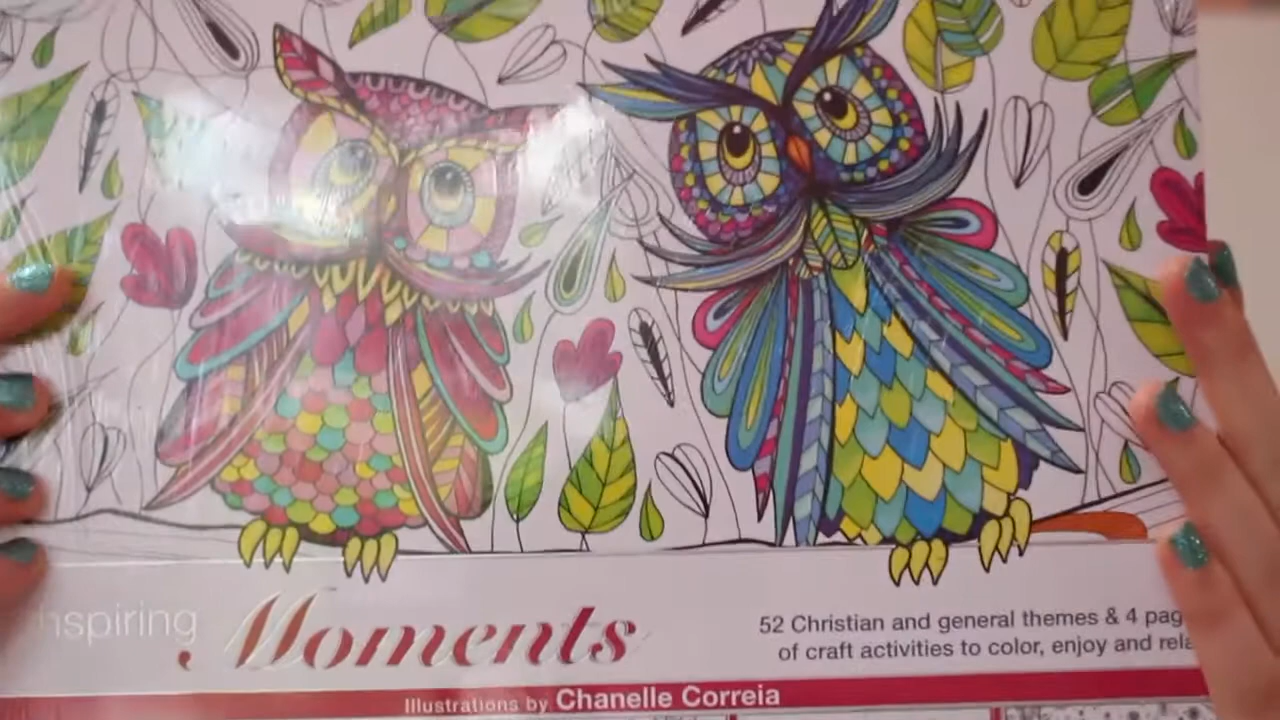 Inspiring Moments
52 Christian and general themes & 4 pag
of craft activities to color, enjoy and rela
Illustrations by Chanelle Correia